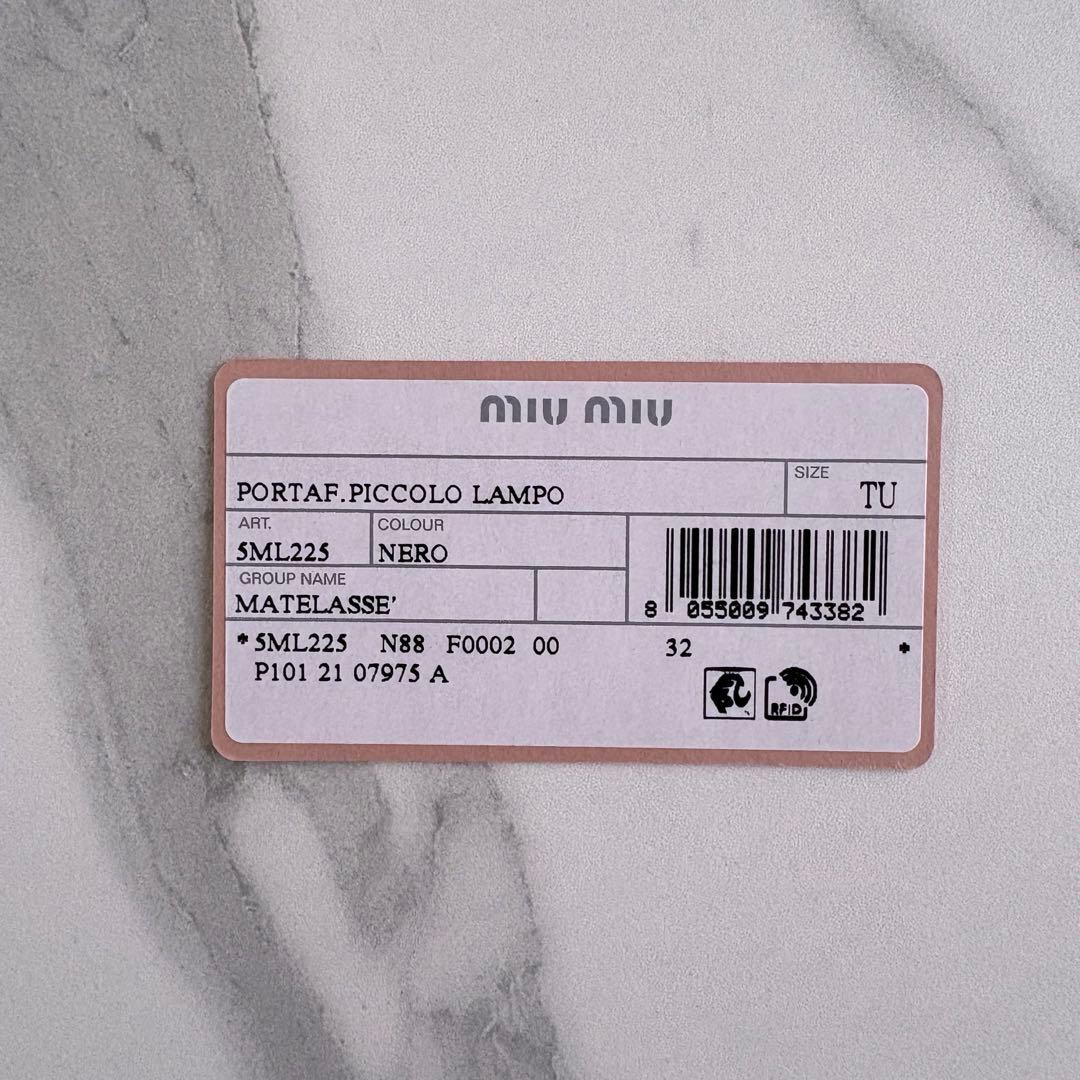 miu miu
PORTAF.PICCOLO LAMPO
SIZE
TU
ART.
5ML225
COLOUR
NERO
GROUP NAME
MATELASSE'
8 055009 743382
*5ML225 N88 F0002 00 32 *
P101 21 07975 A
RFID